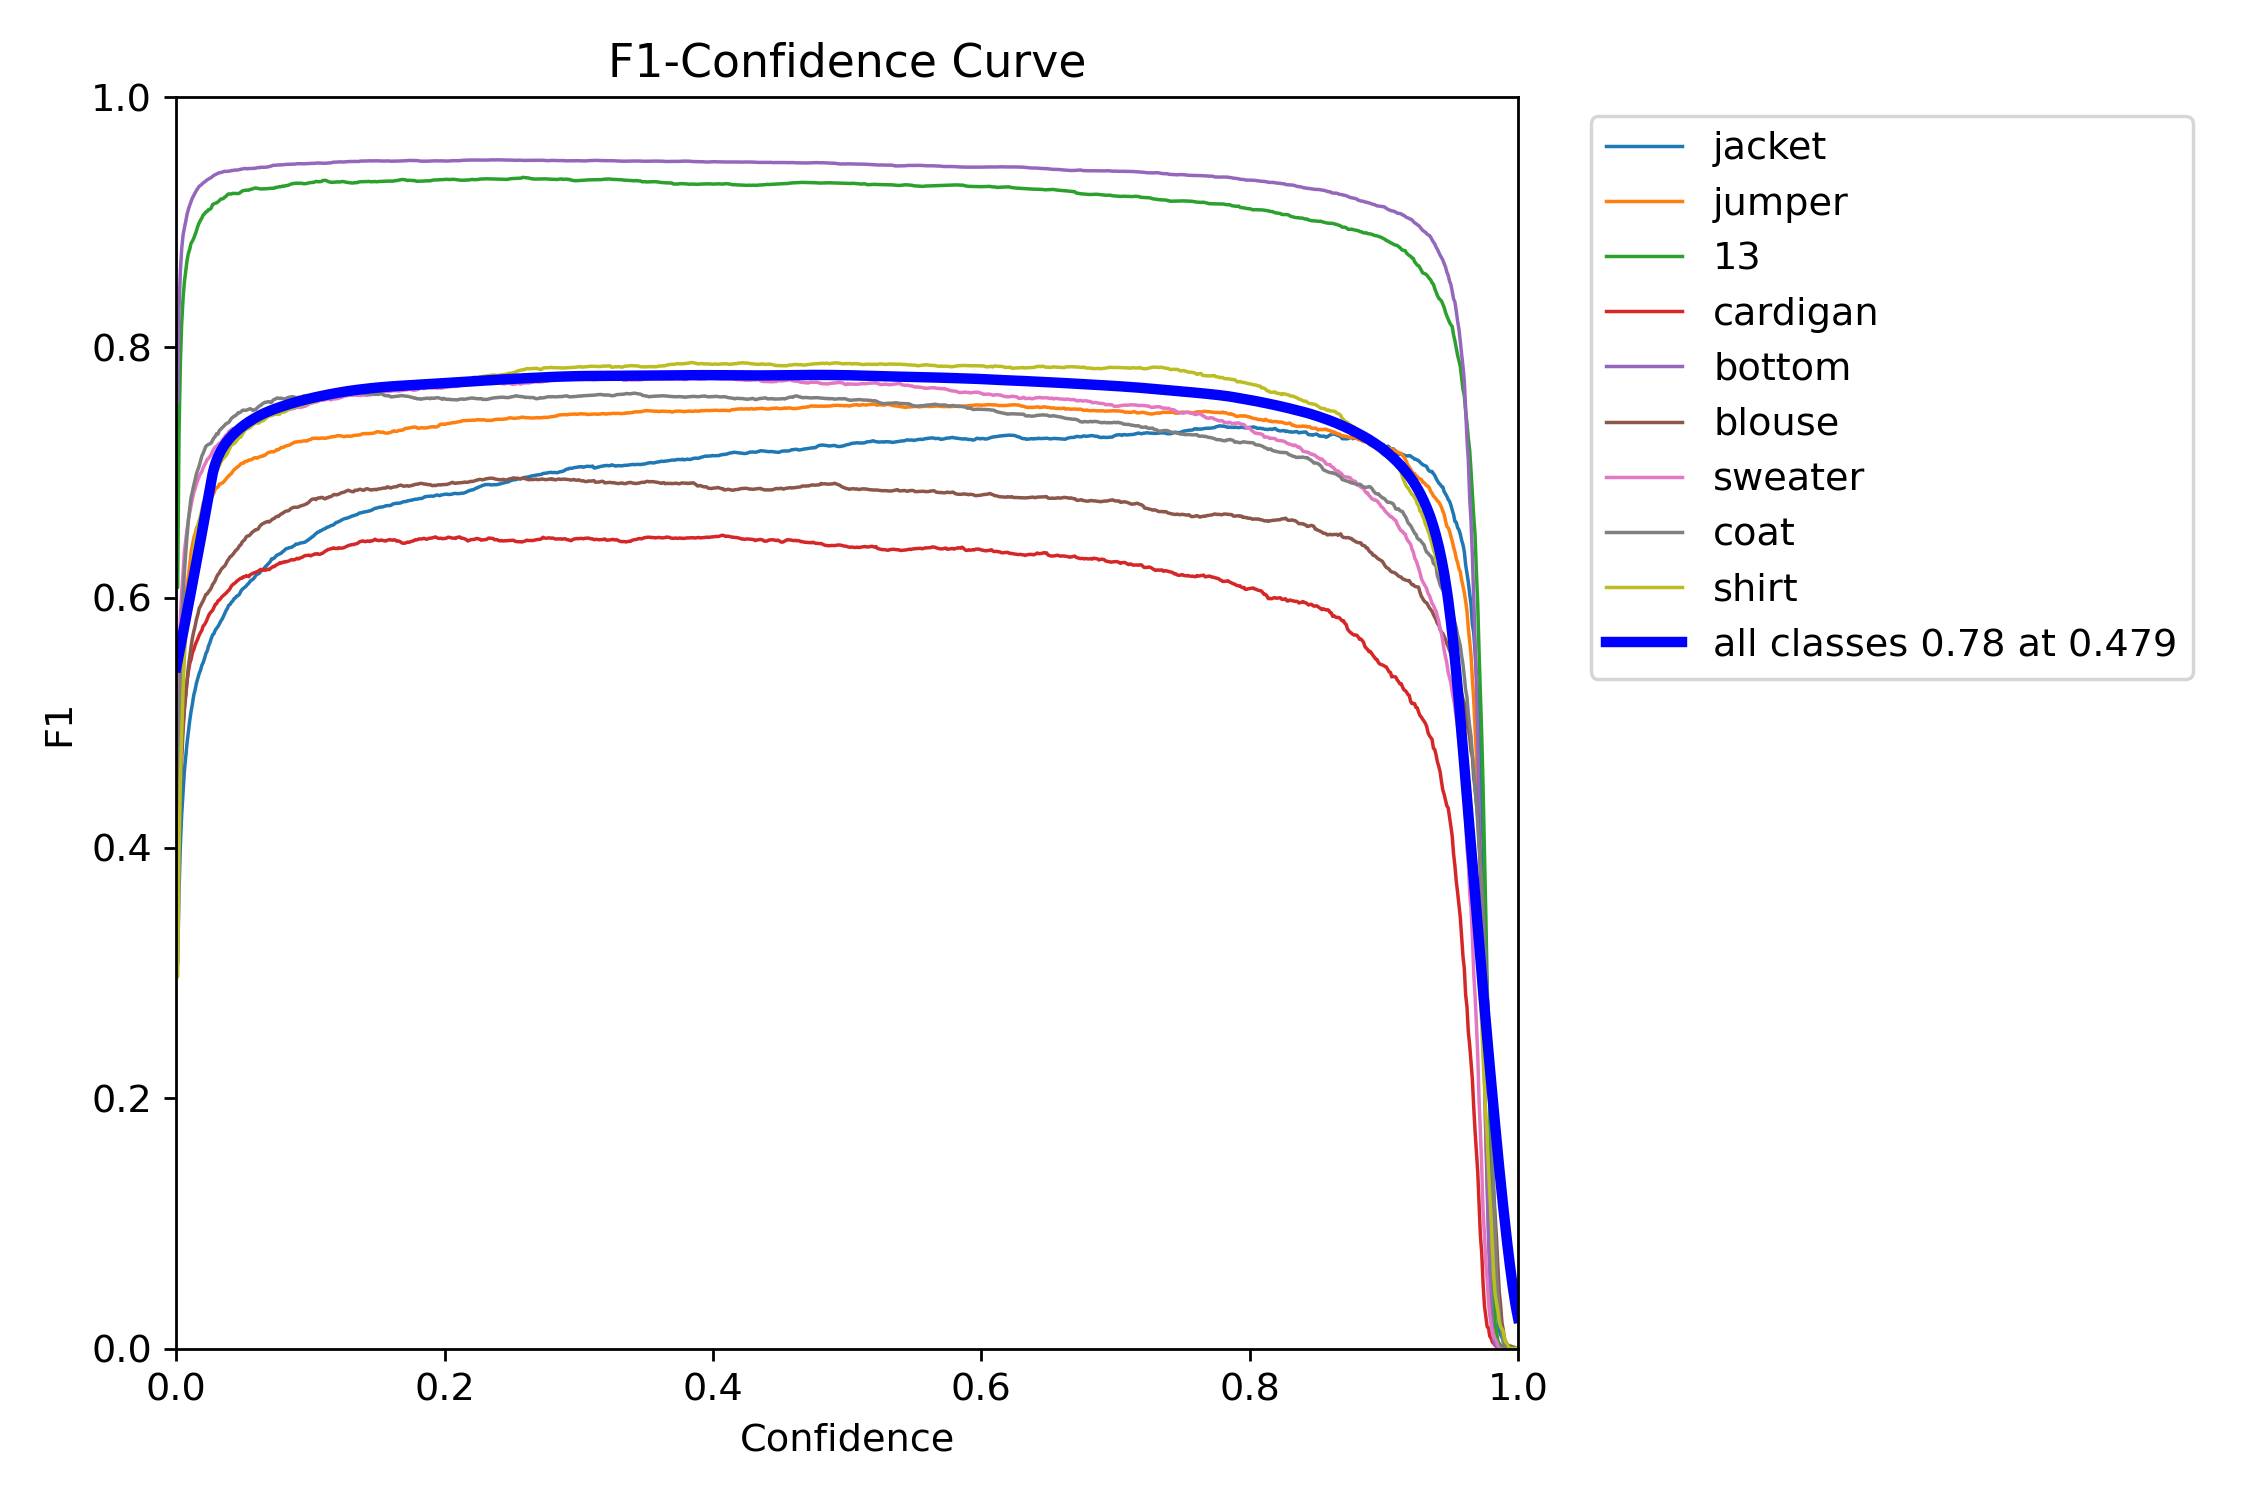 F1-Confidence Curve
1.0
0.8
0.6
0.4
0.2
0.0
F1
0.0 0.2 0.4 0.6 0.8 1.0
Confidence
jacket
jumper
13
cardigan
bottom
blouse
sweater
coat
shirt
all classes 0.78 at 0.479